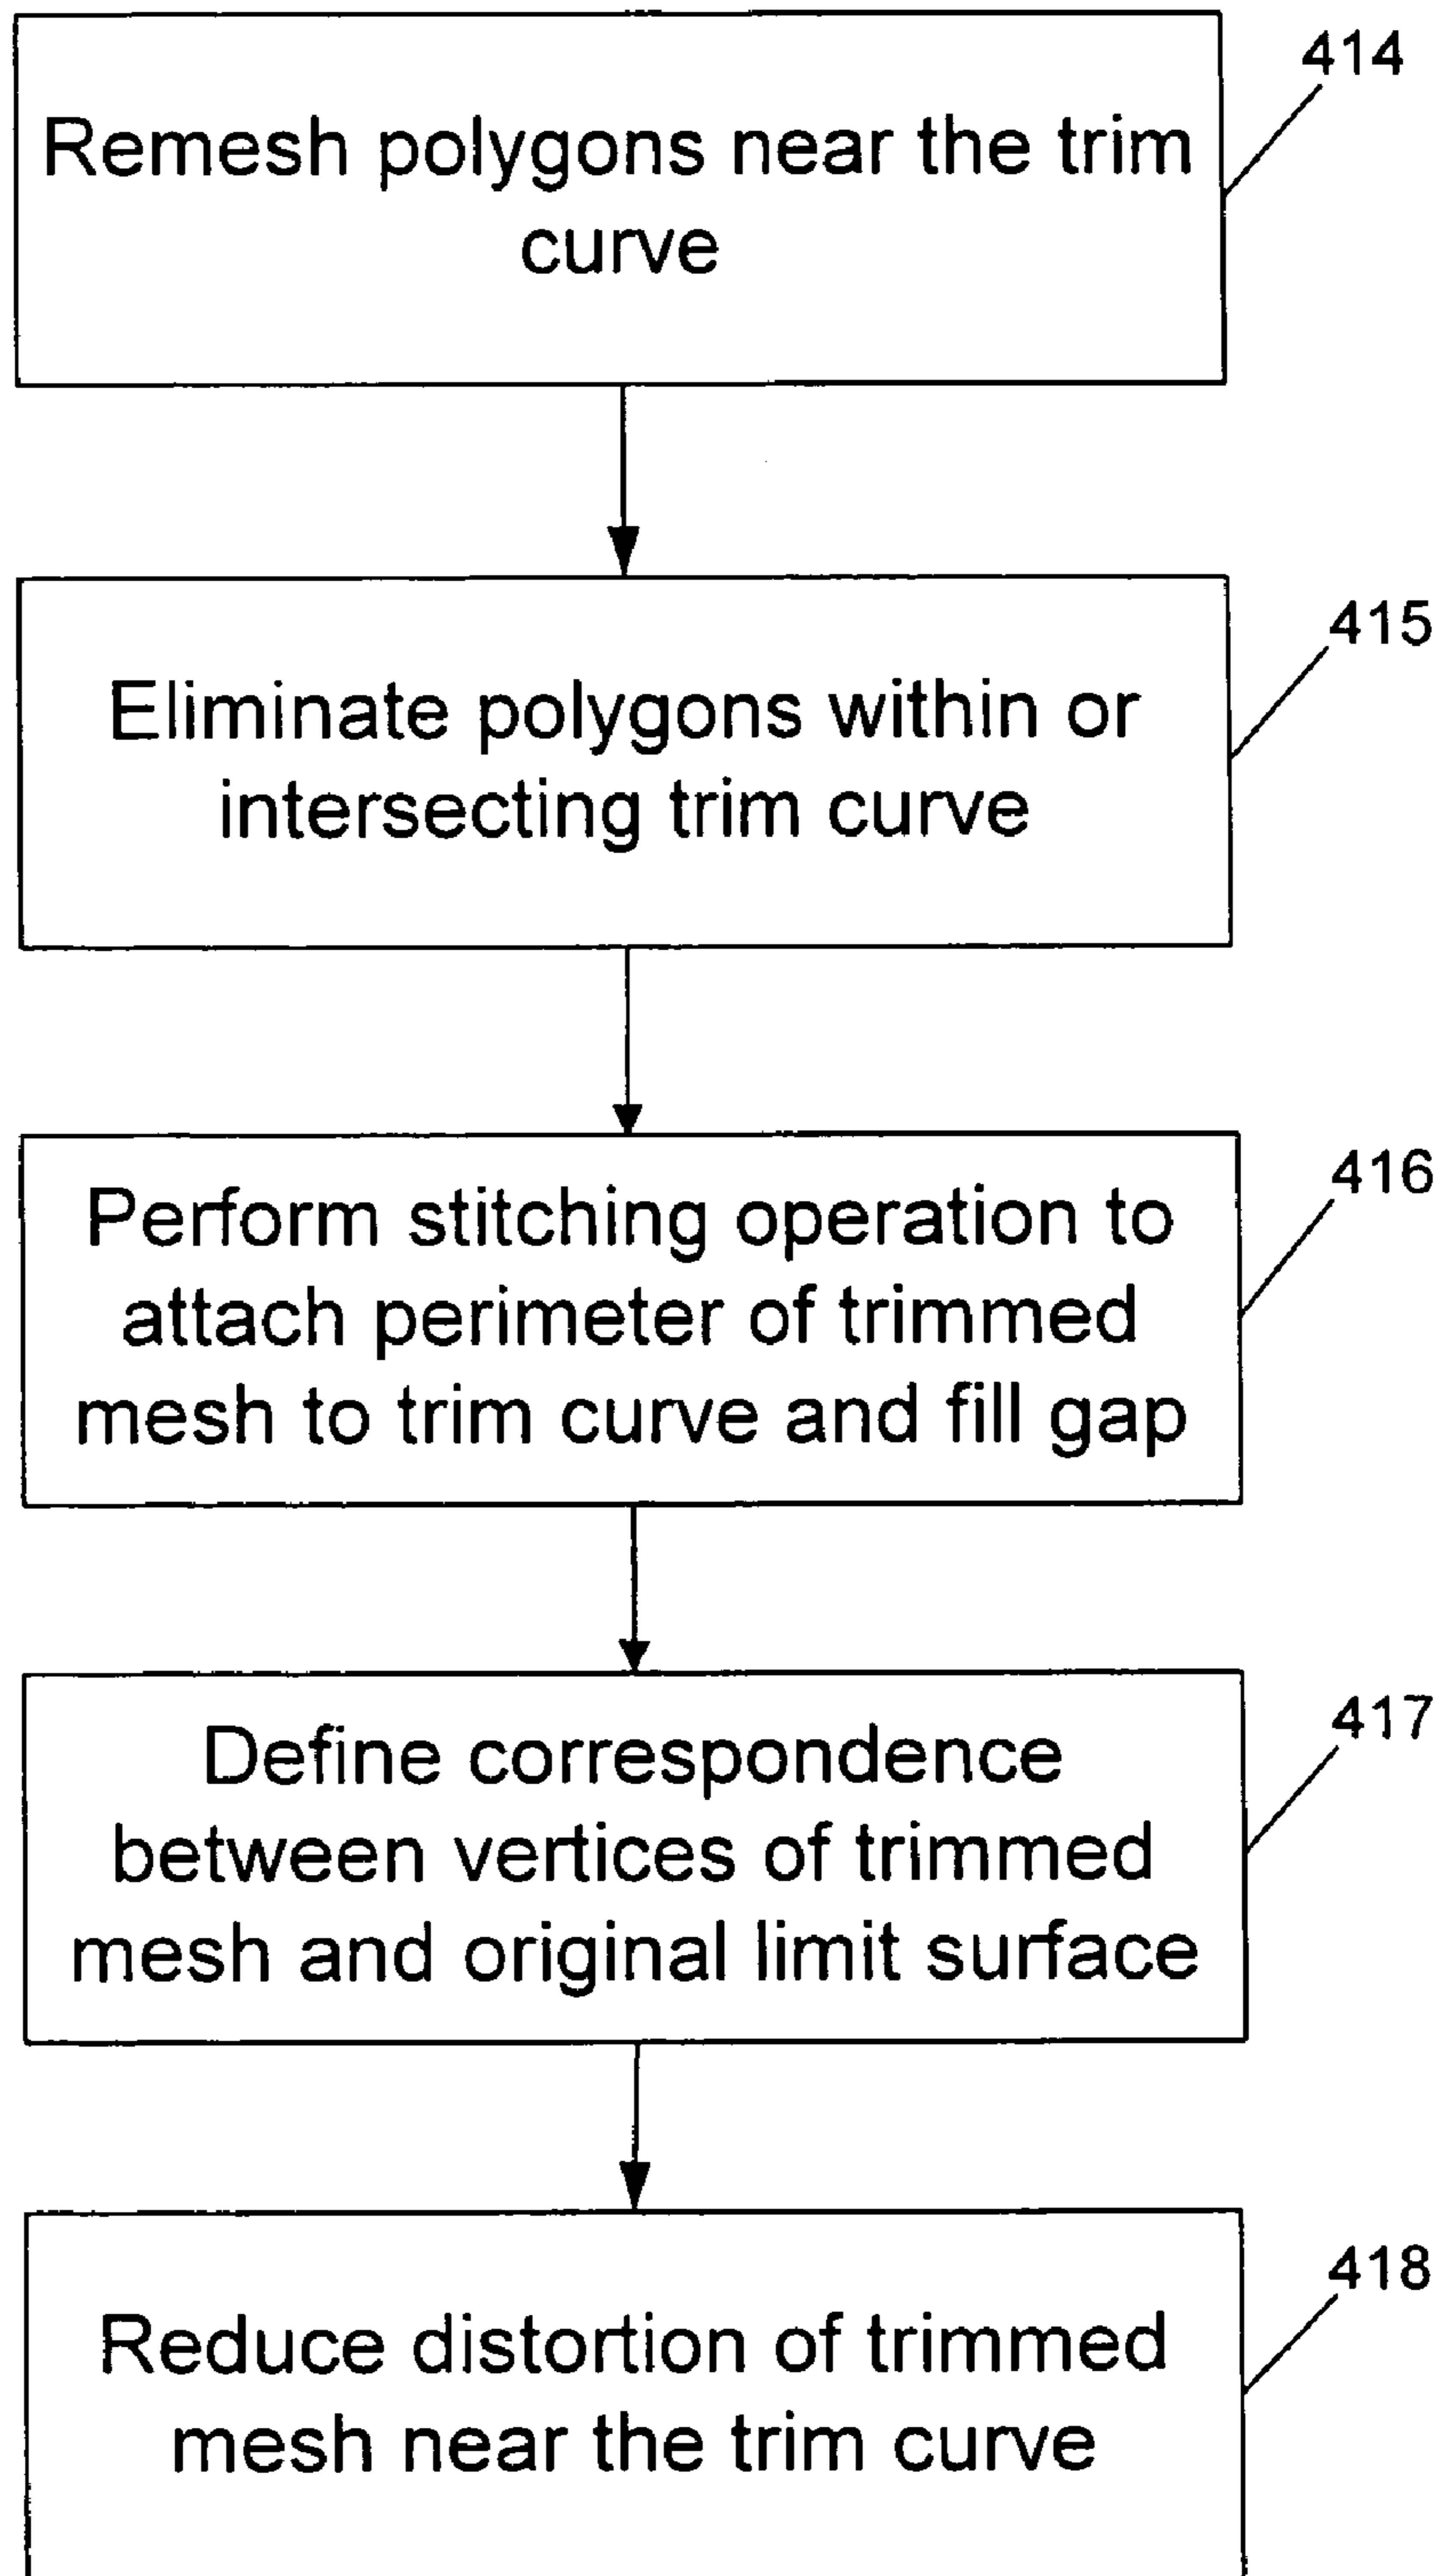 414
Remesh polygons near the trim
curve
415
Eliminate polygons within or
intersecting trim curve
416
Perform stitching operation to
attach perimeter of trimmed
mesh to trim curve and fill gap
417
Define correspondence
between vertices of trimmed
mesh and original limit surface
418
Reduce distortion of trimmed
mesh near the trim curve